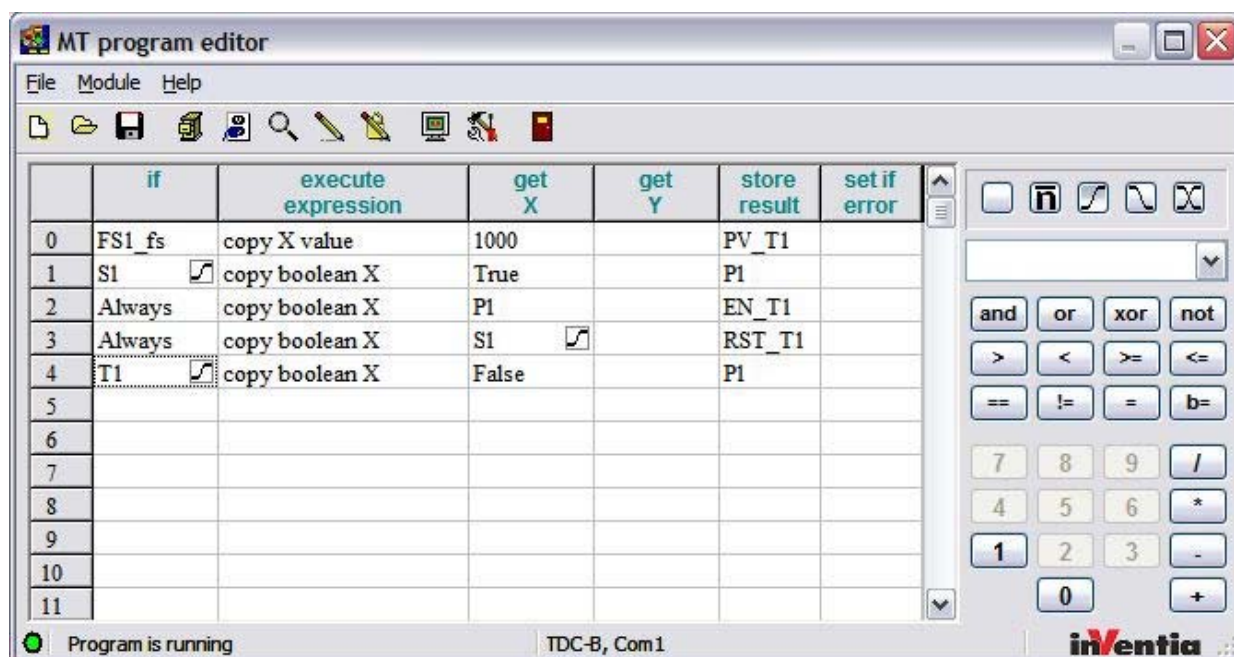 MT program editor
File Module Help
if execute expression get X get Y store result set if error
0 FS1_fs copy X value 1000 PV_T1
1 S1 copy boolean X True P1
2 Always copy boolean X P1 EN_T1
3 Always copy boolean X S1 RST_T1
4 T1 copy boolean X False P1
5
6
7
8
9
10
11
n
and or xor not
> < >= <=
== != = b=
7 8 9 /
4 5 6 *
1 2 3 -
0 +
Program is running TDC-B, Com1 inVentia